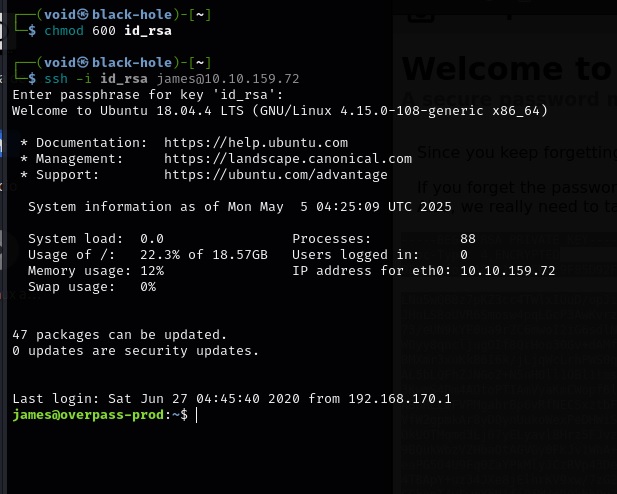 ┌──(void㉿black-hole)-[~]
└─$ chmod 600 id_rsa
┌──(void㉿black-hole)-[~]
└─$ ssh -i id_rsa james@10.10.159.72
Enter passphrase for key 'id_rsa':
Welcome to Ubuntu 18.04.4 LTS (GNU/Linux 4.15.0-108-generic x86_64)
* Documentation:  https://help.ubuntu.com
* Management:     https://landscape.canonical.com
* Support:        https://ubuntu.com/advantage
System information as of Mon May  5 04:25:09 UTC 2025
System load:  0.0                Processes:           88
Usage of /:   22.3% of 18.57GB   Users logged in:     0
Memory usage: 12%                IP address for eth0: 10.10.159.72
Swap usage:   0%
47 packages can be updated.
0 updates are security updates.
Last login: Sat Jun 27 04:45:40 2020 from 192.168.170.1
james@overpass-prod:~$
Welcome to
A secure password
Since you keep forgetting
If you forget the
we really need to